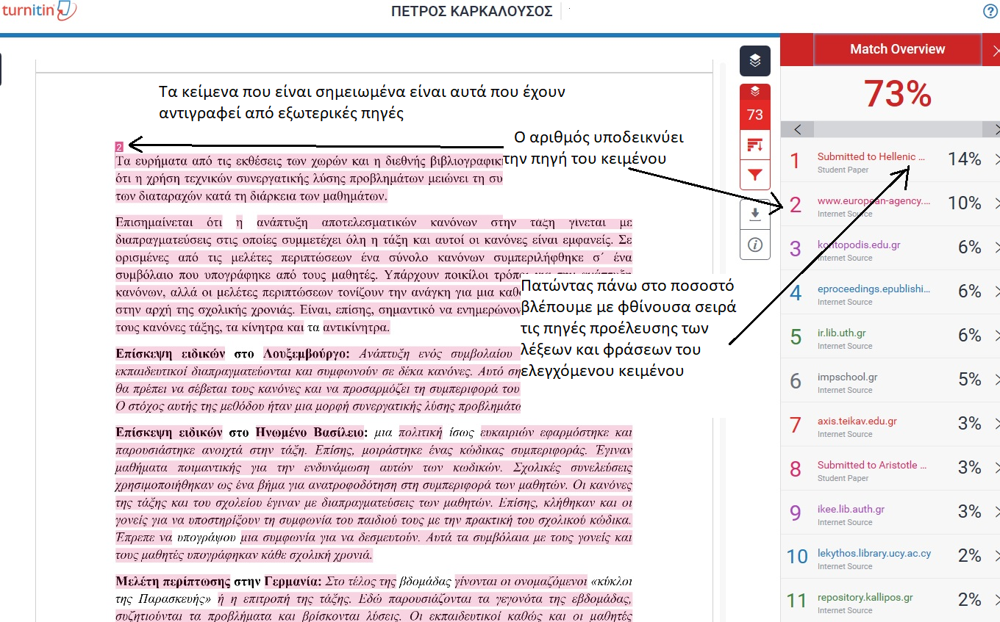 turnitin
ΠΕΤΡΟΣ ΚΑΡΚΑΛΟΥΣΟΣ
?
Τα κείμενα που είναι σημειωμένα είναι αυτά που έχουν
αντιγραφεί από εξωτερικές πηγές
Ο αριθμός υποδεικνύει
την πηγή του κειμένου
2
Τα ευρήματα από τις εκθέσεις των χωρών και η διεθνής
ότι η χρήση τεχνικών συνεργατικής λύσης προβλημάτων μειώνει τη
των διαταραχών κατά τη διάρκεια των μαθημάτων.
Επισημαίνεται ότι η ανάπτυξη αποτελεσματικών κανόνων στην τάξη γίνεται με
διαπραγματεύσεις στις οποίες συμμετέχει όλη η τάξη και αυτοί οι κανόνες είναι εμφανείς. Σε
ορισμένες από τις μελέτες περιπτώσεων ένα σύνολο κανόνων συμπεριλήφθηκε σ΄ ένα
συμβόλαιο που υπογράφηκε από τους μαθητές. Υπάρχουν ποικίλοι
κανόνων, αλλά οι μελέτες περιπτώσεων τονίζουν την ανάγκη για μια
στην αρχή της σχολικής χρονιάς. Είναι, επίσης, σημαντικό να
τους κανόνες τάξης, τα κίνητρα και τα αντικίνητρα.
Πατώντας πάνω στο ποσοστό
βλέπουμε με φθίνουσα σειρά
τις πηγές προέλευσης των
λέξεων και φράσεων του
ελεγχόμενου κειμένου
Επίσκεψη ειδικών στο Λουξεμβούργο: Ανάπτυξη ενός συμβολαίου
εκπαιδευτικοί διαπραγματεύονται και συμφωνούν σε δέκα κανόνες. Αυτό
θα πρέπει να σέβεται τους κανόνες και να προσαρμόζει τη συμπεριφορά του
Ο στόχος αυτής της μεθόδου ήταν μια μορφή συνεργατικής λύσης
Επίσκεψη ειδικών στο Ηνωμένο Βασίλειο: μια πολιτική ίσως ευκαιριών εφαρμόστηκε και
παρουσιάστηκε ανοιχτά στην τάξη. Επίσης, μοιράστηκε ένας κώδικας συμπεριφοράς. Έγιναν
μαθήματα ποιμαντικής για την ενδυνάμωση αυτών των κωδικών. Σχολικές συνελεύσεις
χρησιμοποιήθηκαν ως ένα βήμα για ανατροφοδότηση στη συμπεριφορά των μαθητών. Οι κανόνες
της τάξης και του σχολείου έγιναν με διαπραγματεύσεις των μαθητών. Επίσης, κλήθηκαν και οι
γονείς για να υποστηρίξουν τη συμφωνία του παιδιού τους με την πρακτική του σχολικού κώδικα.
Έπρεπε να υπογράψου μια συμφωνία για να δεσμευτούν. Αυτά τα συμβόλαια με τους γονείς και
τους μαθητές υπογράφηκαν κάθε σχολική χρονιά.
Μελέτη περίπτωσης στην Γερμανία: Στο τέλος της βδομάδας γίνονται οι ονομαζόμενοι «κύκλοι
της Παρασκευής» ή η επιτροπή της τάξης. Εδώ παρουσιάζονται τα γεγονότα της εβδομάδας,
συζητιούνται τα προβλήματα και βρίσκονται λύσεις. Οι εκπαιδευτικοί καθώς και οι μαθητές
73
Match Overview
73%
1 Submitted to Hellenic ... 14%
Student Paper
2 www.european-agency.... 10%
Internet Source
3 kontopodis.edu.gr 6%
Internet Source
4 eproceedings.epublishi... 6%
Internet Source
5 ir.lib.uth.gr 6%
Internet Source
6 impschool.gr 5%
Internet Source
7 axis.teikav.edu.gr 3%
Internet Source
8 Submitted to Aristotle ... 3%
Student Paper
9 ikee.lib.auth.gr 3%
Internet Source
10 lekythos.library.ucy.ac.cy 2%
Internet Source
11 repository.kallipos.gr 2%
Internet Source